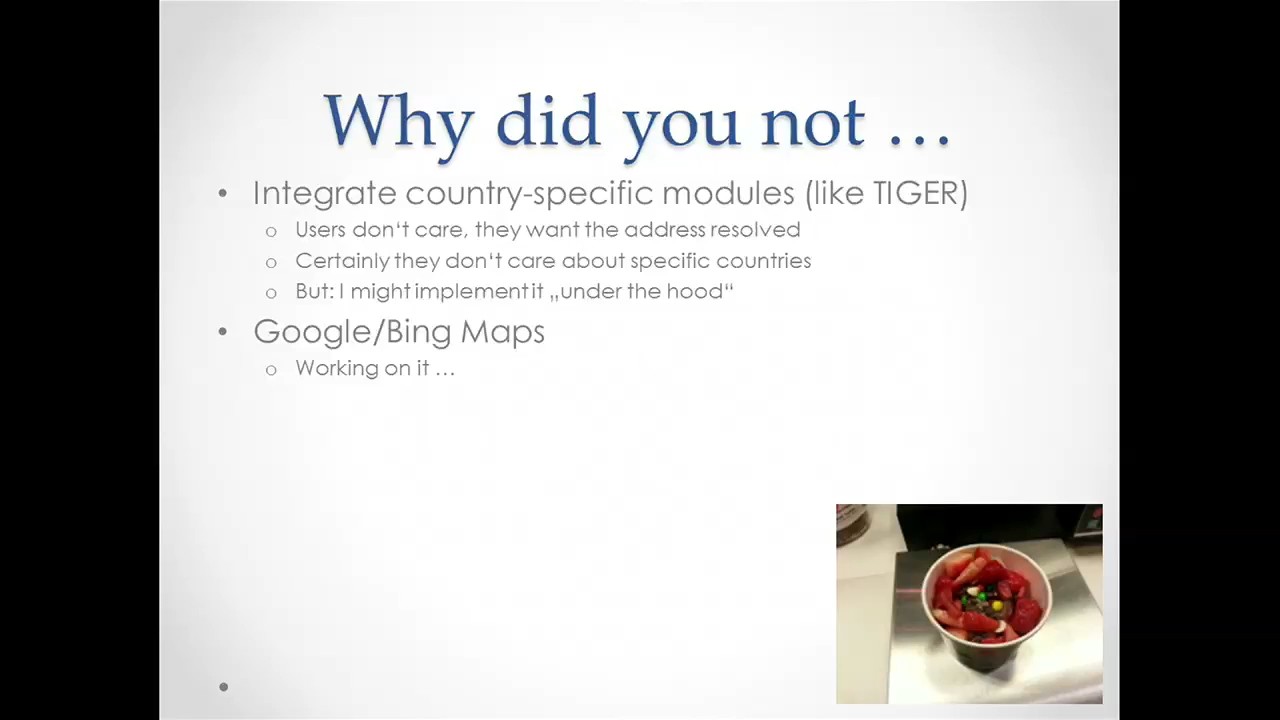 Why did you not …
• Integrate country-specific modules (like TIGER)
o Users don‘t care, they want the address resolved
o Certainly they don‘t care about specific countries
o But: I might implement it „under the hood“
• Google/Bing Maps
o Working on it …
•